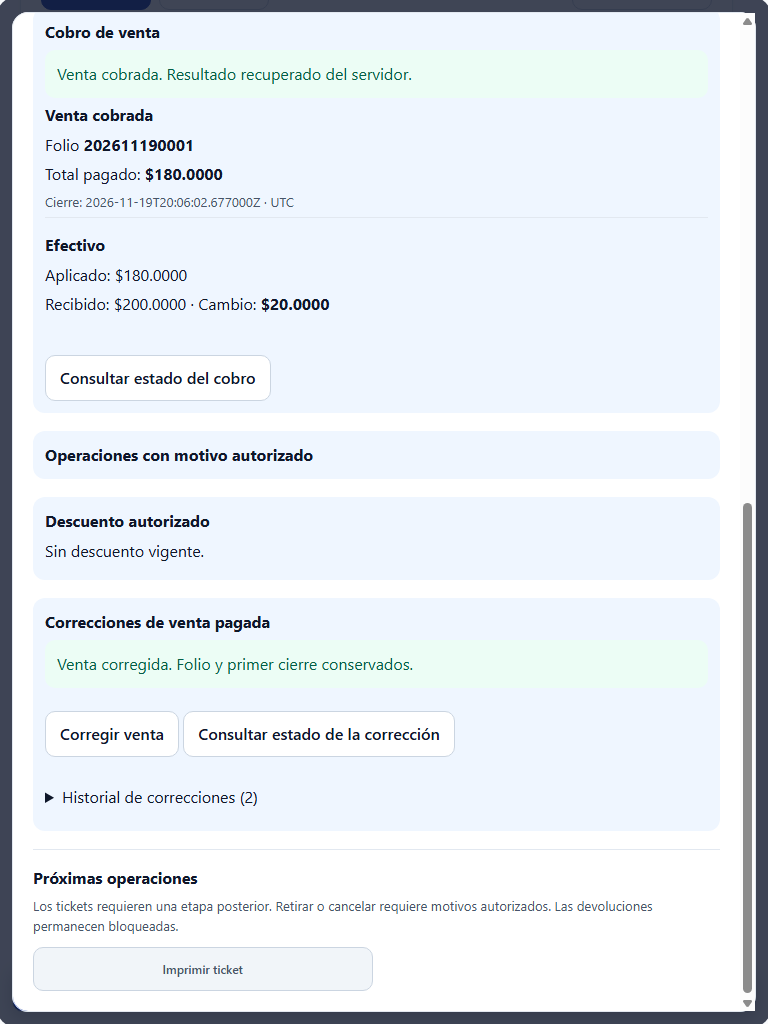 Cobro de venta
Venta cobrada. Resultado recuperado del servidor.
Venta cobrada
Folio 202611190001
Total pagado: $180.0000
Cierre: 2026-11-19T20:06:02.677000Z · UTC
Efectivo
Aplicado: $180.0000
Recibido: $200.0000 · Cambio: $20.0000
Consultar estado del cobro
Operaciones con motivo autorizado
Descuento autorizado
Sin descuento vigente.
Correcciones de venta pagada
Venta corregida. Folio y primer cierre conservados.
Corregir venta Consultar estado de la corrección
Historial de correcciones (2)
Próximas operaciones
Los tickets requieren una etapa posterior. Retirar o cancelar requiere motivos autorizados. Las devoluciones
permanecen bloqueadas.
Imprimir ticket